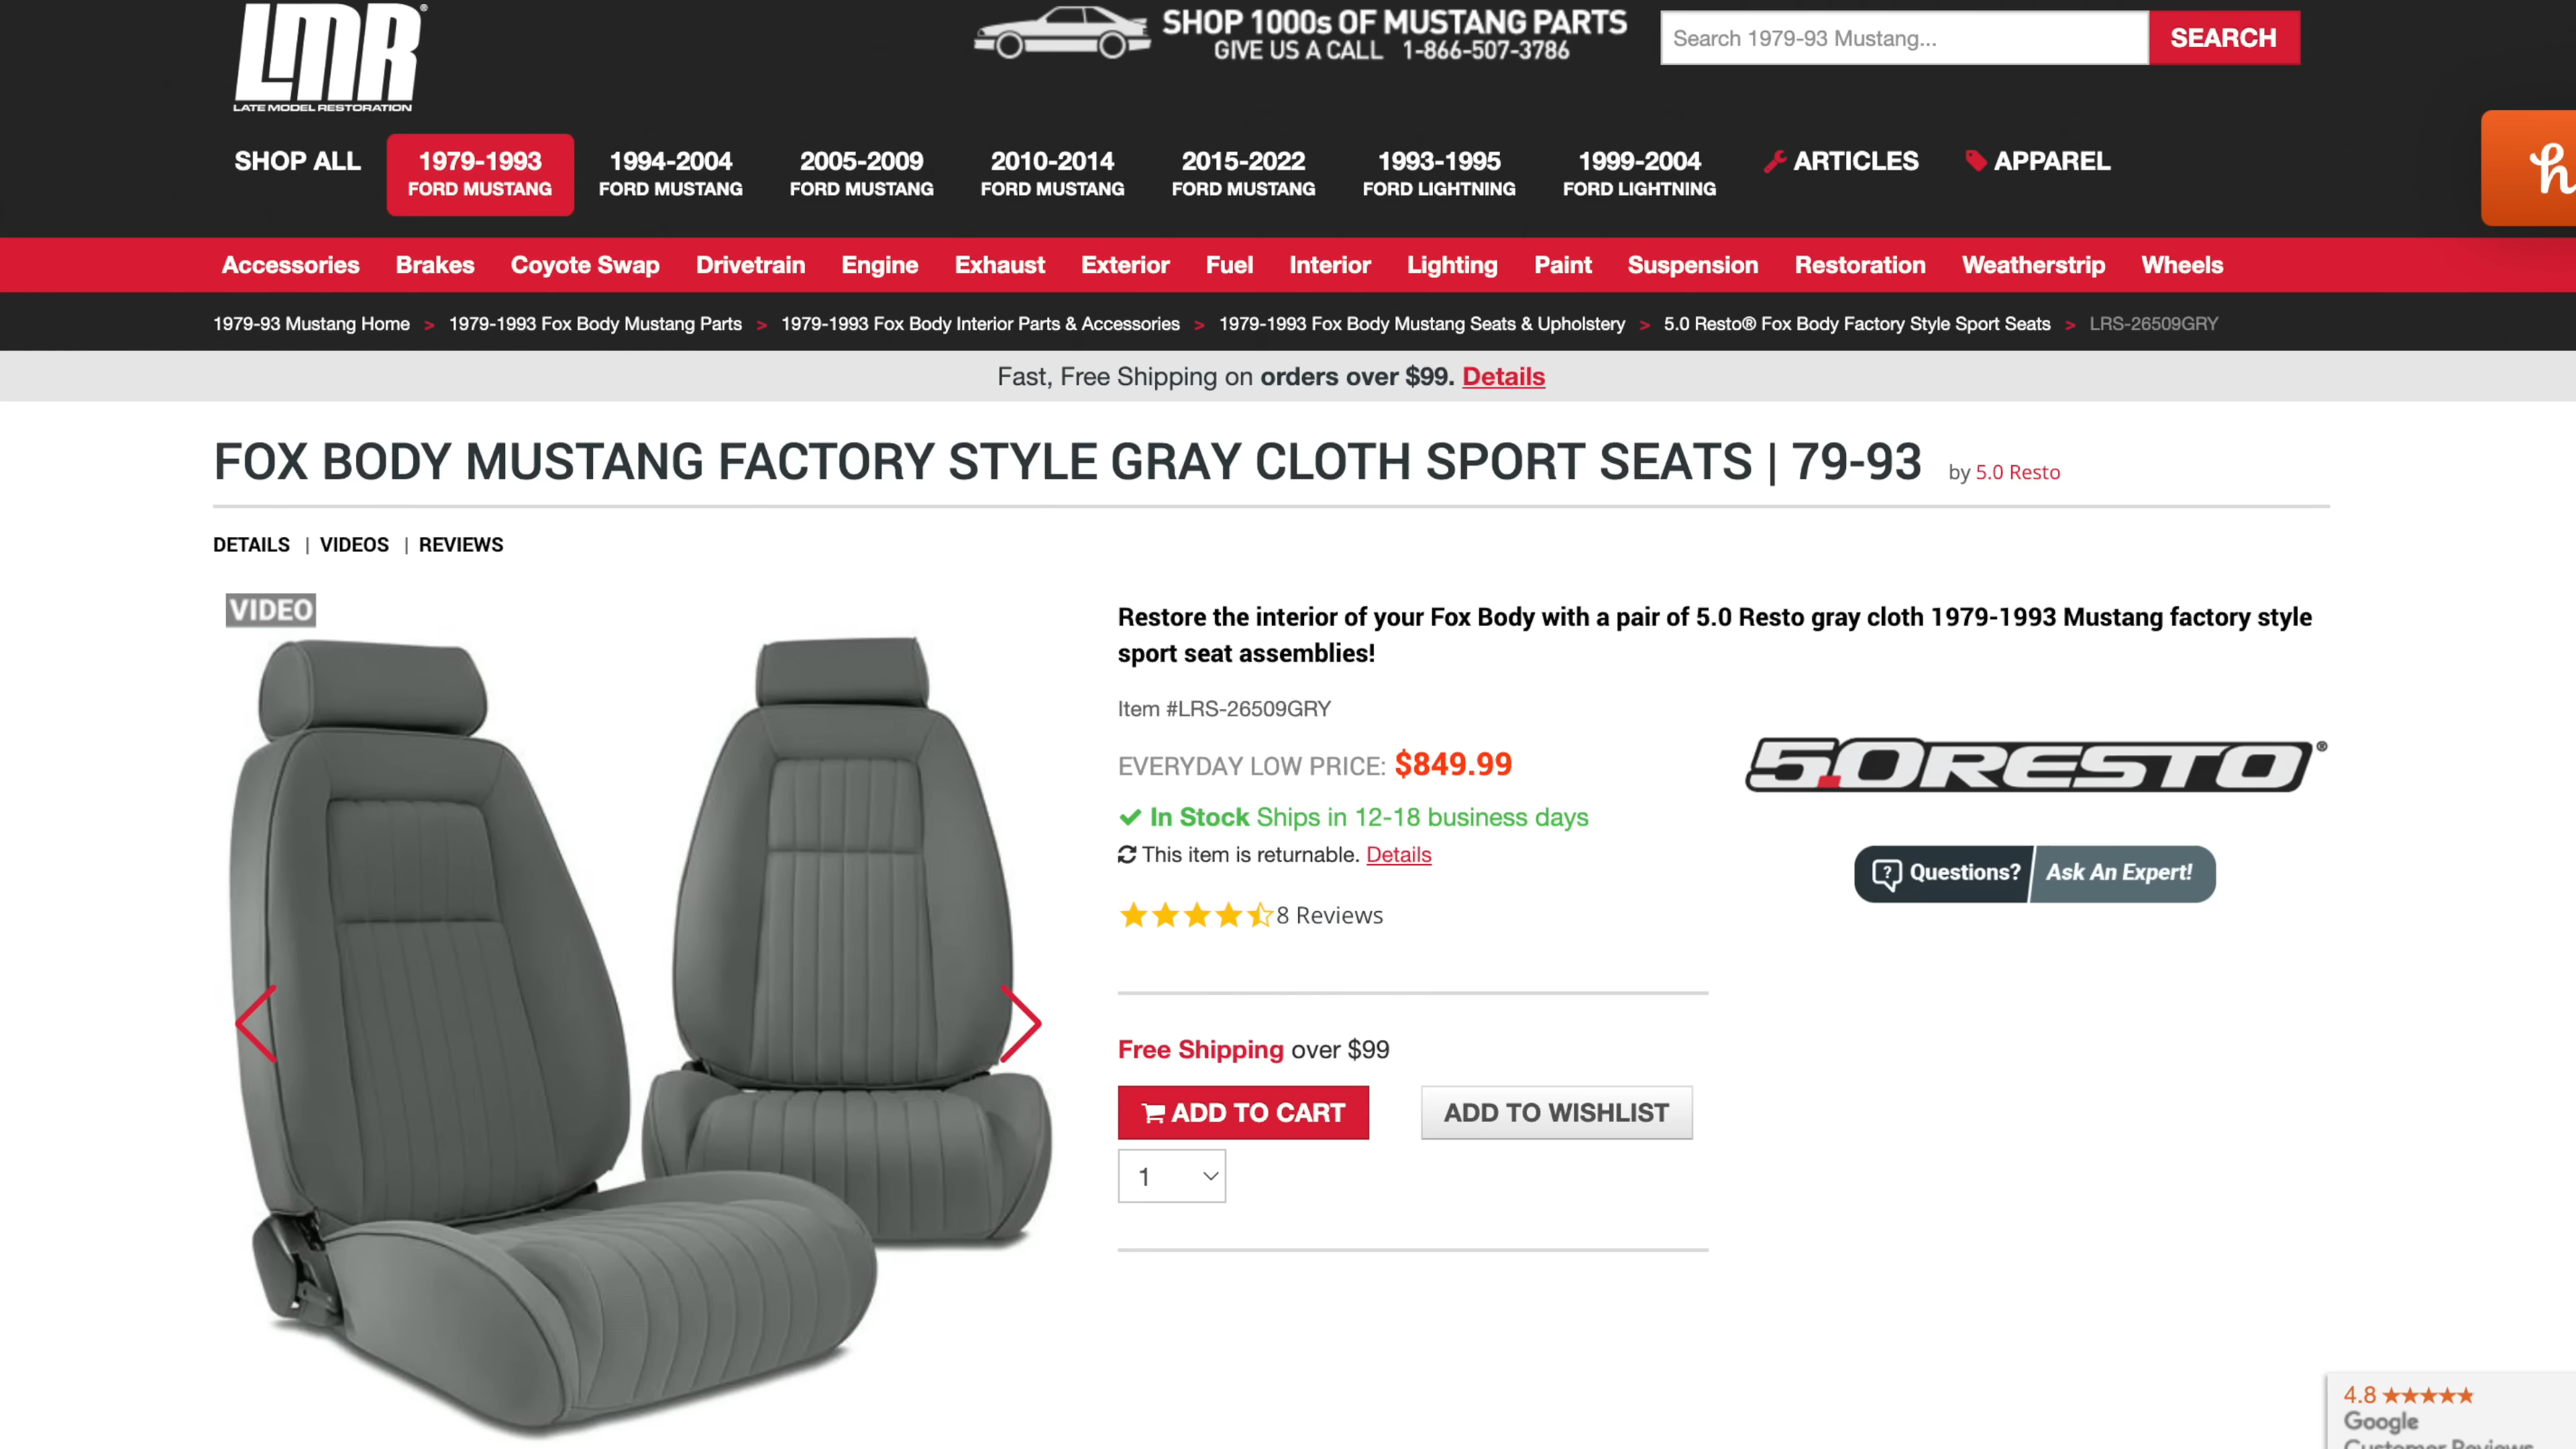 LMR®
LATE MODEL RESTORATION
SHOP 1000s OF MUSTANG PARTS
GIVE US A CALL 1-866-507-3786
Search 1979-93 Mustang...
SEARCH
SHOP ALL
1979-1993
FORD MUSTANG
1994-2004
FORD MUSTANG
2005-2009
FORD MUSTANG
2010-2014
FORD MUSTANG
2015-2022
FORD MUSTANG
1993-1995
FORD LIGHTNING
1999-2004
FORD LIGHTNING
ARTICLES
APPAREL
h
Accessories Brakes Coyote Swap Drivetrain Engine Exhaust Exterior Fuel Interior Lighting Paint Suspension Restoration Weatherstrip Wheels
1979-93 Mustang Home > 1979-1993 Fox Body Mustang Parts > 1979-1993 Fox Body Interior Parts & Accessories > 1979-1993 Fox Body Mustang Seats & Upholstery > 5.0 Resto® Fox Body Factory Style Sport Seats > LRS-26509GRY
Fast, Free Shipping on orders over $99. Details
FOX BODY MUSTANG FACTORY STYLE GRAY CLOTH SPORT SEATS | 79-93 by 5.0 Resto
DETAILS | VIDEOS | REVIEWS
VIDEO
Restore the interior of your Fox Body with a pair of 5.0 Resto gray cloth 1979-1993 Mustang factory style
sport seat assemblies!
Item #LRS-26509GRY
EVERYDAY LOW PRICE: $849.99
In Stock Ships in 12-18 business days
This item is returnable. Details
8 Reviews
5.0RESTO®
Questions? Ask An Expert!
Free Shipping over $99
ADD TO CART
ADD TO WISHLIST
1
4.8
Google
Customer Reviews